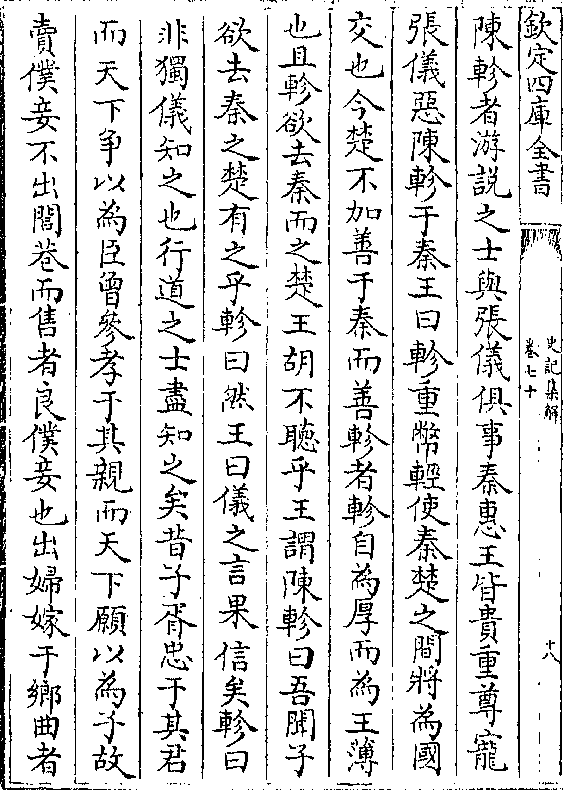 欽定四庫全書
史記集解
卷七十
十八
陳軫者游説之士與張儀俱事秦惠王皆貴重尊寵
張儀惡陳軫于秦王曰軫重幣輕使秦楚之間將為國
交也今楚不加善于秦而善軫者軫自為厚而為王薄
也且軫欲去秦而之楚王胡不聽乎王謂陳軫曰吾聞子
欲去秦之楚有之乎軫曰然王曰儀之言果信矣軫曰
非獨儀知之也行道之士盡知之矣昔子胥忠于其君
而天下争以為臣曾參孝于其親而天下願以為子故
賣僕妾不出閭巷而售者良僕妾也出婦嫁于鄉曲者